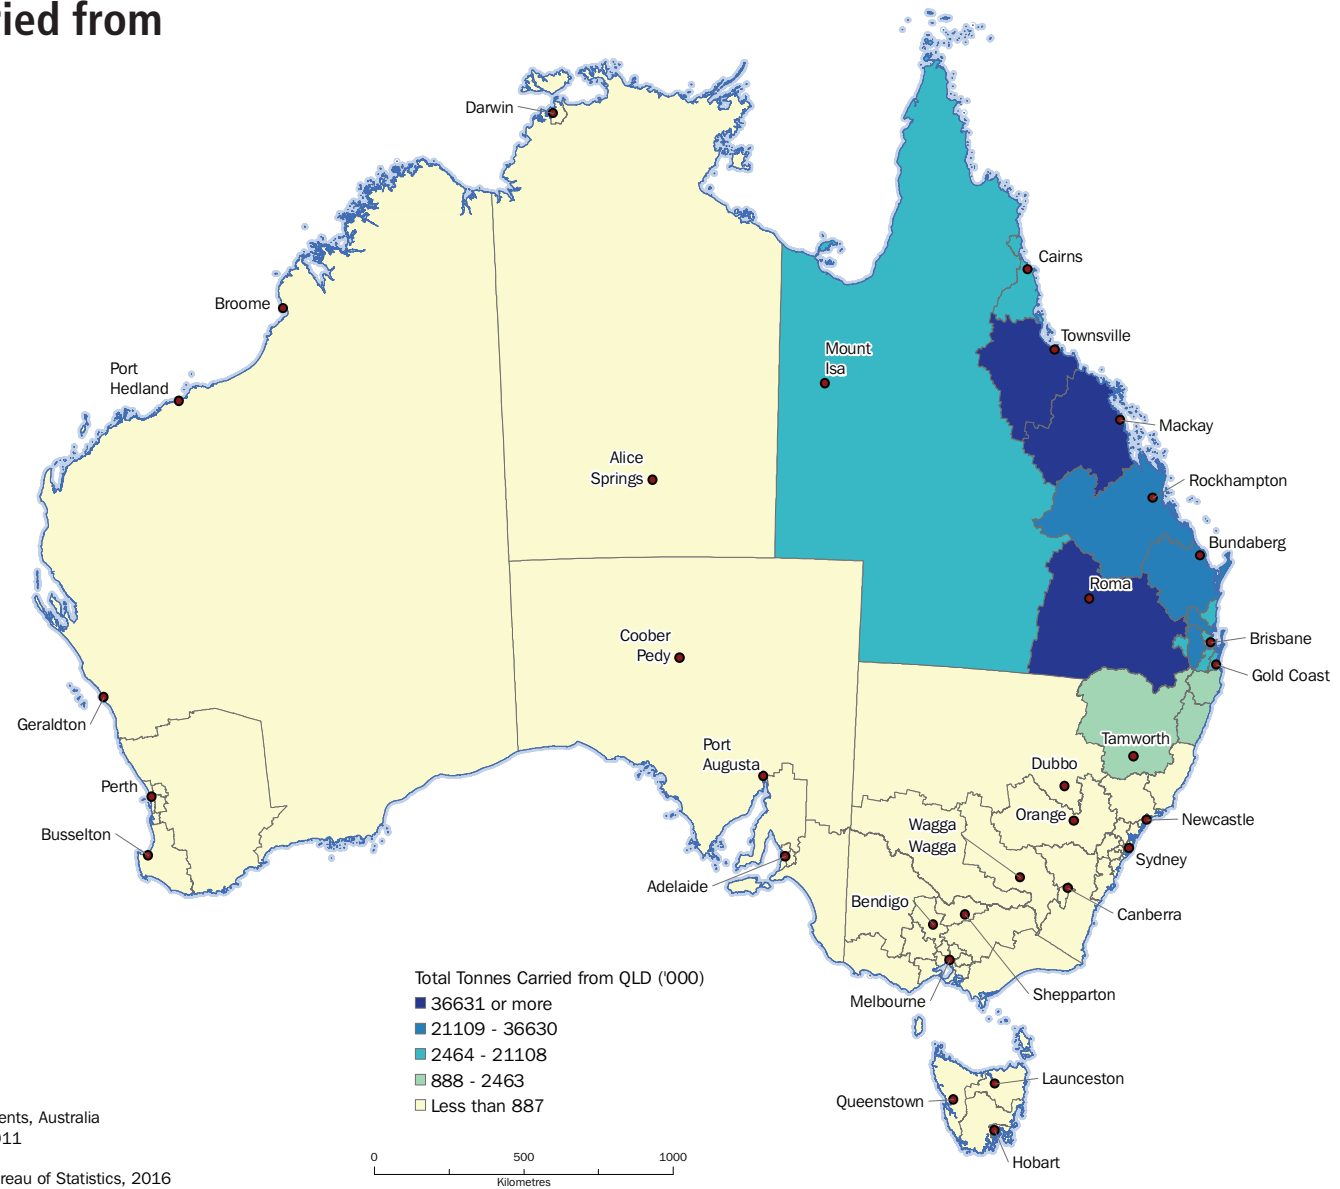 ied from
Darwin
Cairns
Broome
Townsville
Mount
Isa
Port
Hedland
Mackay
Alice
Springs
Rockhampton
Bundaberg
Roma
Coober
Pedy
Brisbane
Gold Coast
Geraldton
Tamworth
Port
Augusta
Dubbo
Perth
Orange
Newcastle
Wagga
Wagga
Busselton
Sydney
Adelaide
Bendigo
Canberra
Total Tonnes Carried from QLD ('000)
36631 or more
21109 - 36630
2464 - 21108
888 - 2463
Less than 887
Melbourne
Shepparton
Launceston
Queenstown
Hobart
ents, Australia
11
reau of Statistics, 2016
0 500 1000
Kilometres